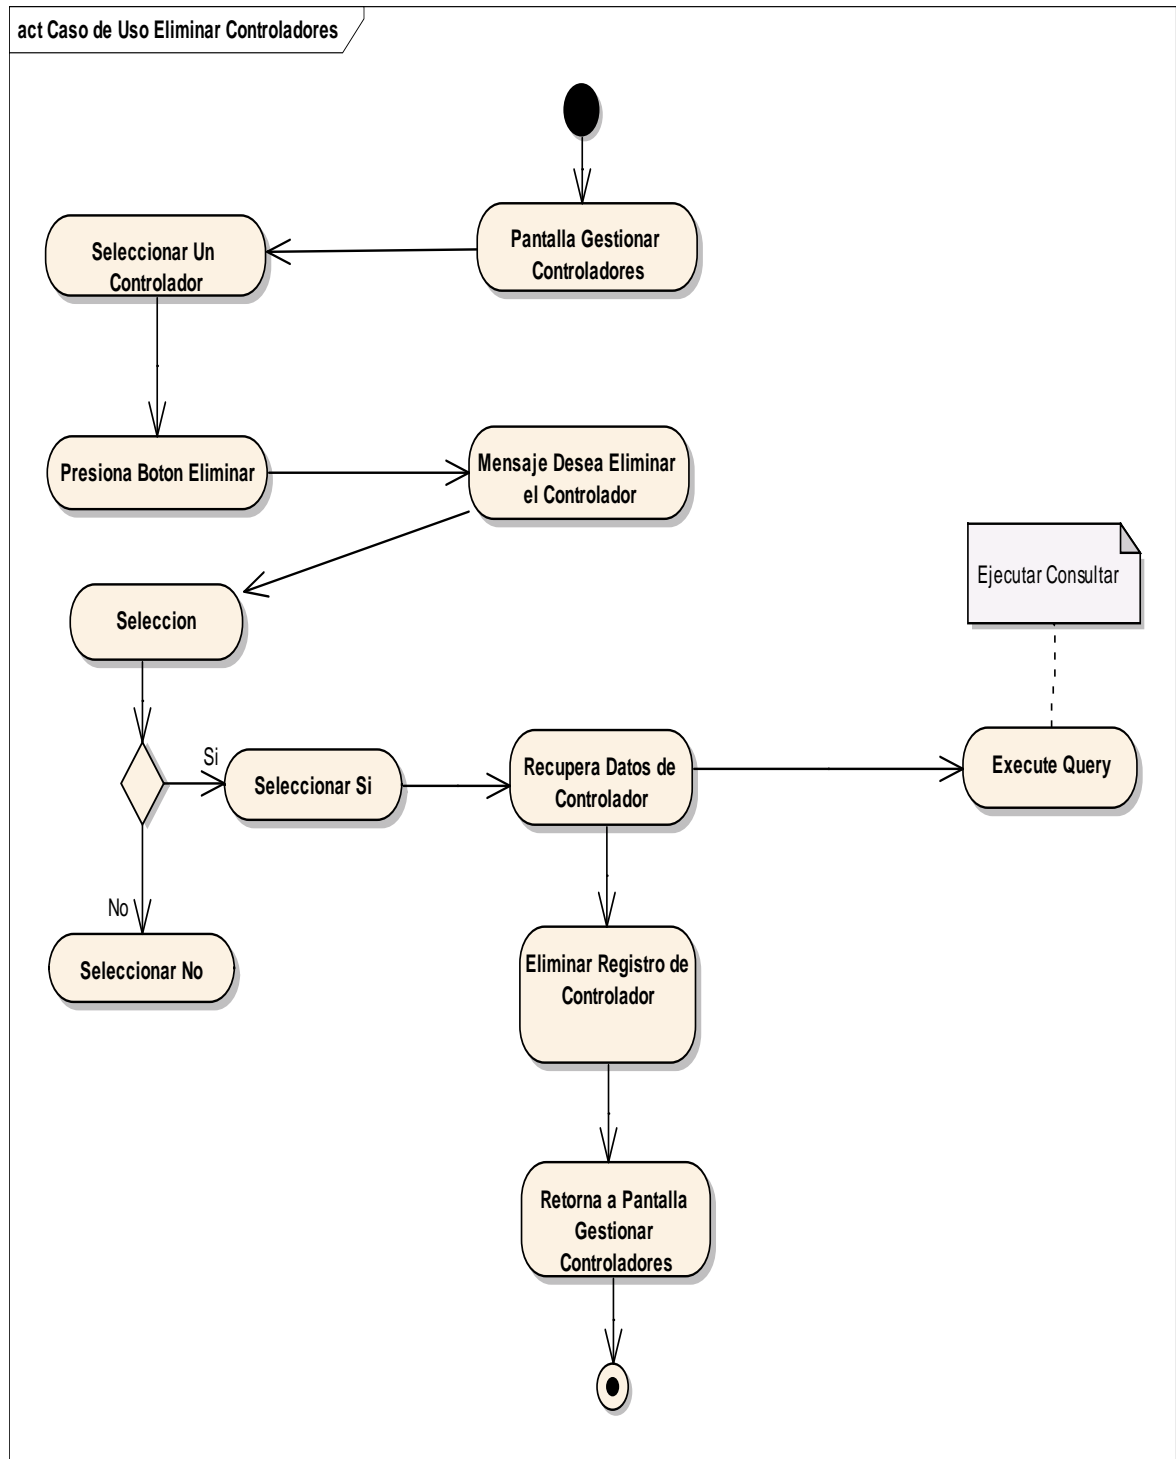 act Caso de Uso Eliminar Controladores
Pantalla Gestionar
Controladores
Seleccionar Un
Controlador
Presiona Boton Eliminar
Mensaje Desea Eliminar
el Controlador
Seleccion
Ejecutar Consultar
Si
Seleccionar Si
Recupera Datos de
Controlador
Execute Query
No
Seleccionar No
Eliminar Registro de
Controlador
Retorna a Pantalla
Gestionar
Controladores